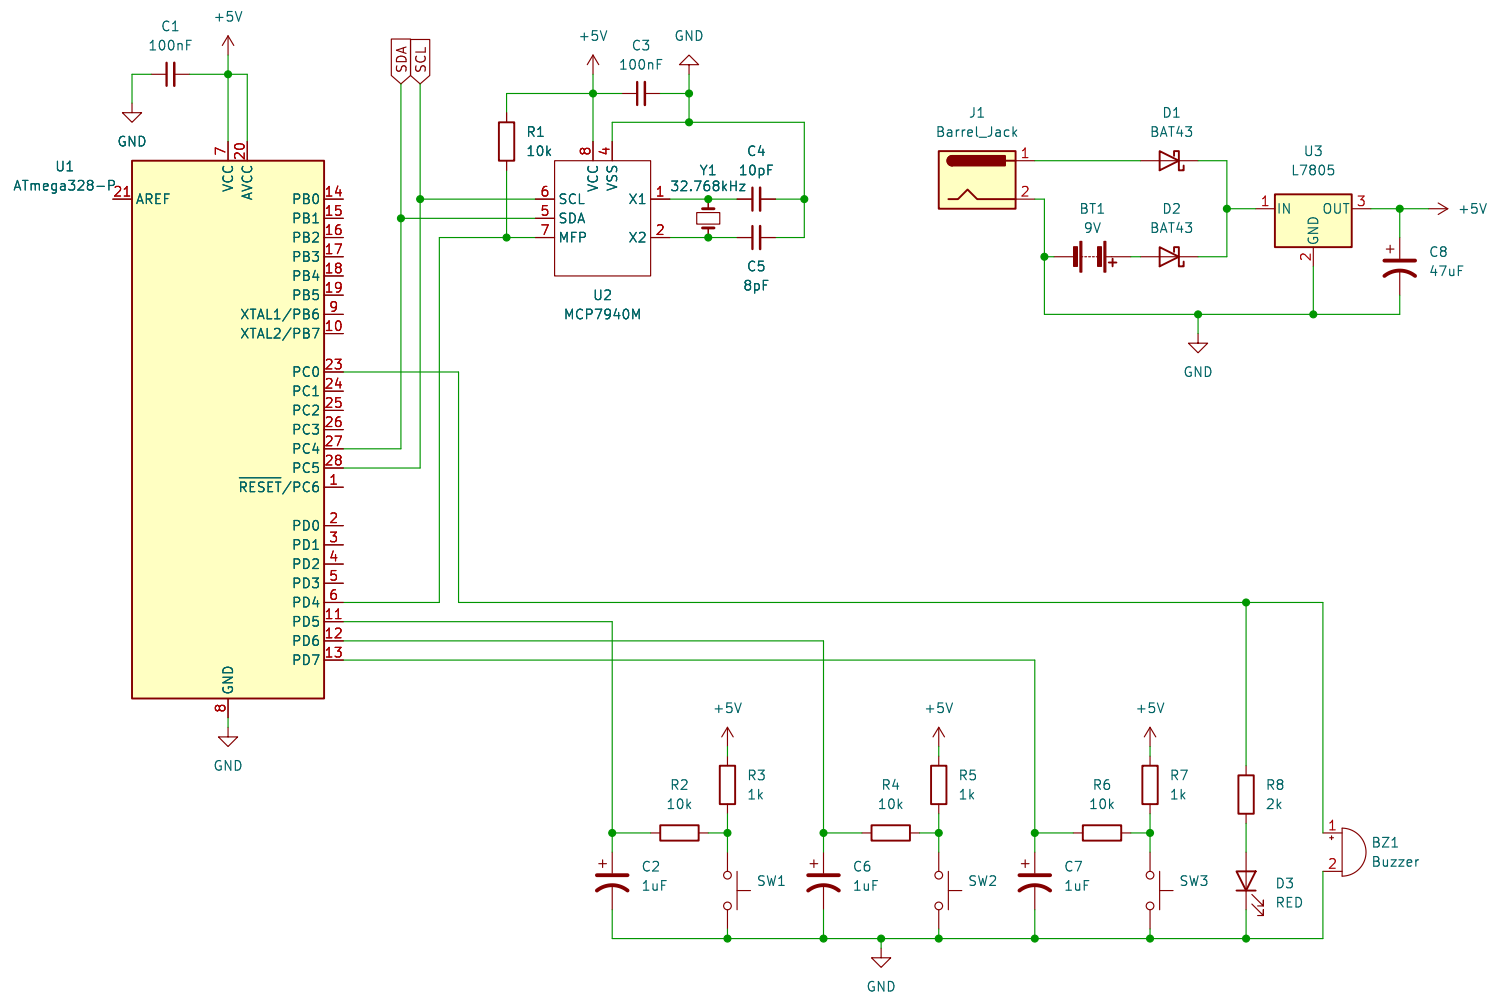 C1
100nF
+5V
GND
U1
ATmega328-P
7
20
VCC
AVCC
21
AREF
PB0
14
PB1
15
PB2
16
PB3
17
PB4
18
PB5
19
XTAL1/PB6
9
XTAL2/PB7
10
PC0
23
PC1
24
PC2
25
PC3
26
PC4
27
PC5
28
RESET/PC6
1
PD0
2
PD1
3
PD2
4
PD3
5
PD4
6
PD5
11
PD6
12
PD7
13
GND
8
GND
SDA
SCL
+5V
C3
100nF
GND
R1
10k
8
4
VCC
VSS
6
SCL
5
SDA
7
MFP
X1
1
X2
2
U2
MCP7940M
Y1
32.768kHz
C4
10pF
C5
8pF
J1
Barrel_Jack
1
2
D1
BAT43
BT1
9V
+
D2
BAT43
U3
L7805
1
IN
OUT
3
GND
2
+5V
+
C8
47uF
GND
+5V
R2
10k
R3
1k
+
C2
1uF
SW1
+5V
R4
10k
R5
1k
+
C6
1uF
SW2
+5V
R6
10k
R7
1k
+
C7
1uF
SW3
R8
2k
D3
RED
1
+
2
BZ1
Buzzer
GND